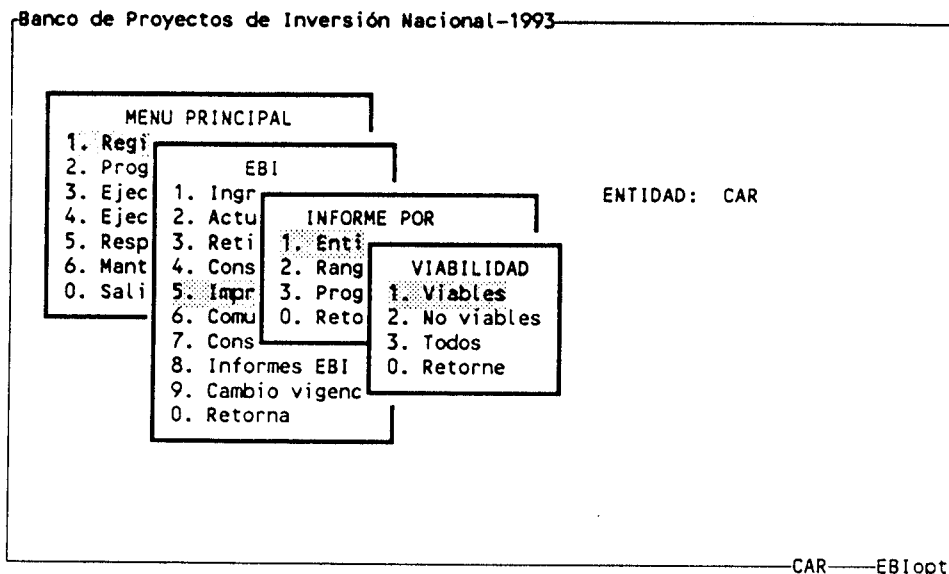 Banco de Proyectos de Inversión Nacional-1993
MENU PRINCIPAL
1. Regi
2. Prog
3. Ejec
4. Ejec
5. Resp
6. Mant
0. Sali
EBI
1. Ingr
2. Actu
3. Reti
4. Cons
5. Impr
6. Comu
7. Cons
8. Informes EBI
9. Cambio vigenc
0. Retorna
INFORME POR
1. Enti
2. Rang
3. Prog
0. Reto
VIABILIDAD
1. Viables
2. No viables
3. Todos
0. Retorne
ENTIDAD: CAR
CAR EBIopt